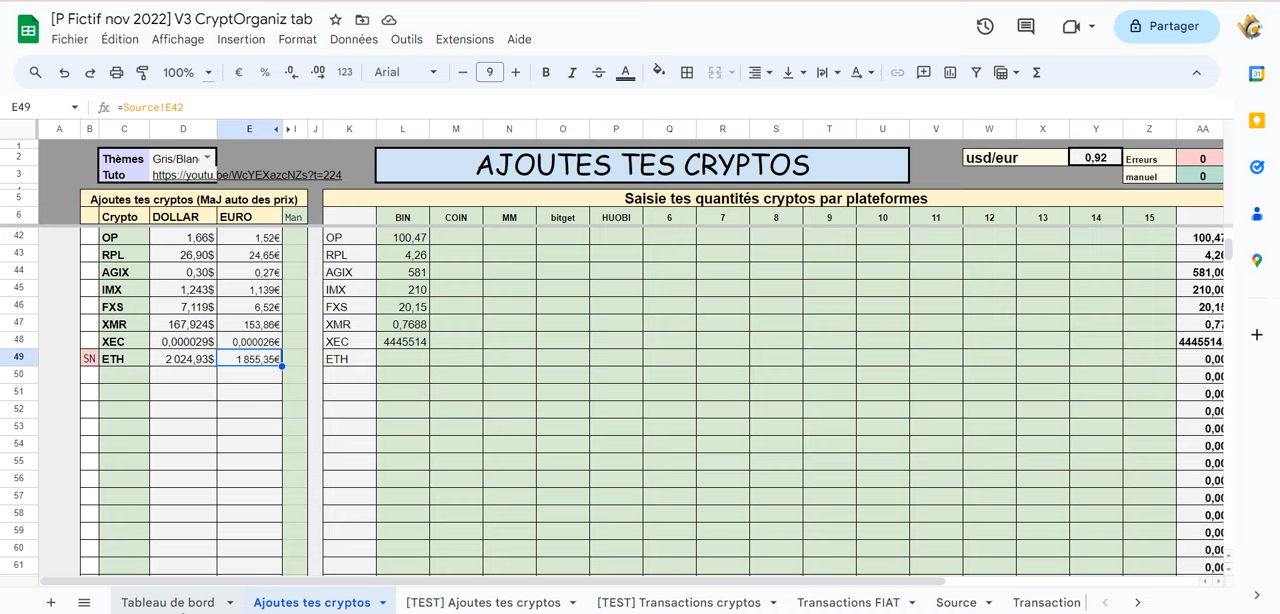 [P Fictif nov 2022] V3 CryptOrganiz tab
Fichier Édition Affichage Insertion Format Données Outils Extensions Aide
Partager
100% € % .0 .00 123 Arial − 9 + B I A Σ
E49 fx =Source!E42
A B C D E I J K L M N O P Q R S T U V W X Y Z AA
1
2 Thèmes Gris/Blan AJOUTES TES CRYPTOS usd/eur 0,92 Erreurs 0
3 Tuto https://youtu.be/WcYEXazcNZs?t=224 manuel 0
5 Ajoutes tes cryptos (MaJ auto des prix) Saisie tes quantités cryptos par plateformes
6 Crypto DOLLAR EURO Man BIN COIN MM bitget HUOBI 6 7 8 9 10 11 12 13 14 15
42 OP 1,66$ 1,52€ OP 100,47 100,47
43 RPL 26,90$ 24,65€ RPL 4,26 4,26
44 AGIX 0,30$ 0,27€ AGIX 581 581,00
45 IMX 1,243$ 1,139€ IMX 210 210,00
46 FXS 7,119$ 6,52€ FXS 20,15 20,15
47 XMR 167,924$ 153,86€ XMR 0,7688 0,77
48 XEC 0,000029$ 0,000026€ XEC 4445514 4445514,
49 SN ETH 2 024,93$ 1 855,35€ ETH 0,00
50 0,00
51 0,00
52 0,00
53 0,00
54 0,00
55 0,00
56 0,00
57 0,00
58 0,00
59 0,00
60 0,00
61 0,00
Tableau de bord Ajoutes tes cryptos [TEST] Ajoutes tes cryptos [TEST] Transactions cryptos Transactions FIAT Source Transaction